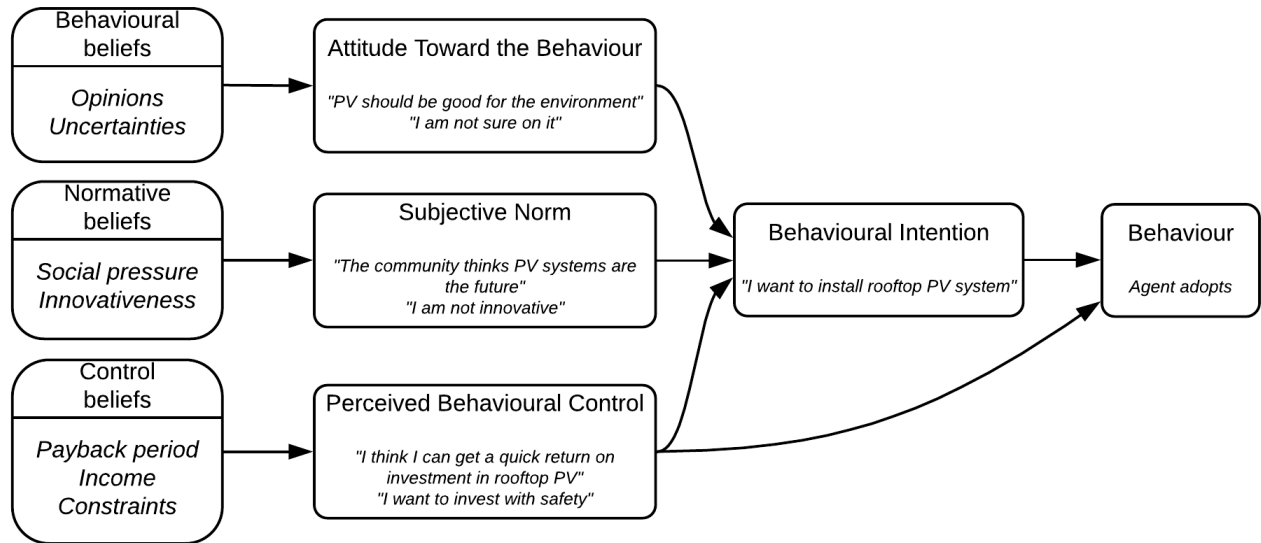 Behavioural
beliefs
Opinions
Uncertainties
Attitude Toward the Behaviour
"PV should be good for the environment"
"I am not sure on it"
Normative
beliefs
Social pressure
Innovativeness
Subjective Norm
"The community thinks PV systems are
the future"
"I am not innovative"
Control
beliefs
Payback period
Income
Constraints
Perceived Behavioural Control
"I think I can get a quick return on
investment in rooftop PV"
"I want to invest with safety"
Behavioural Intention
"I want to install rooftop PV system"
Behaviour
Agent adopts